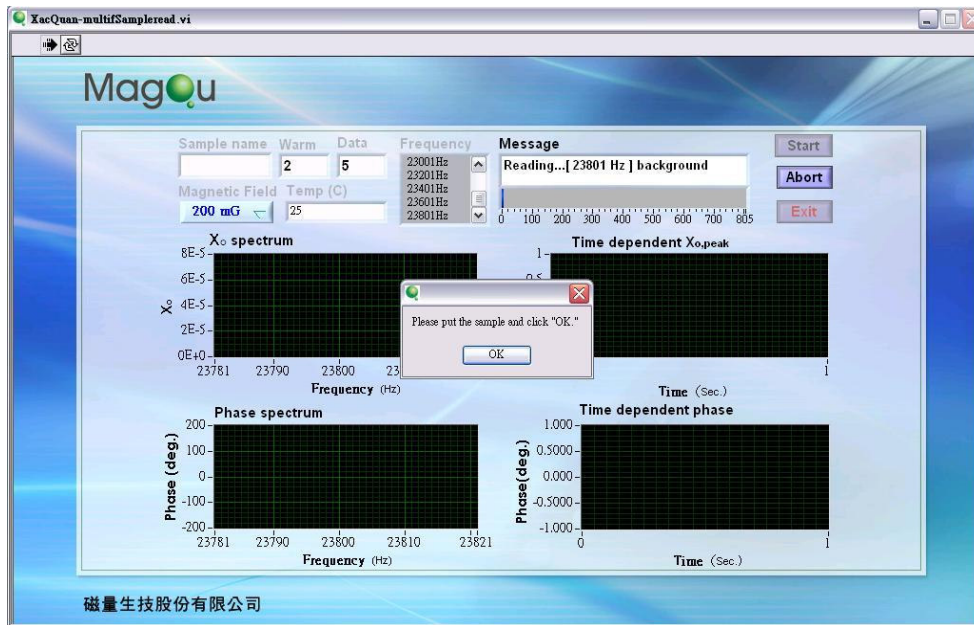 XacQuan-multifSampleread.vi
MagQu
Sample name Warm Data Frequency Message Start
2 5
23001Hz
23201Hz
23401Hz
23601Hz
23801Hz
Reading...[ 23801 Hz ] background
Abort
Magnetic Field Temp (C)
200 mG 25
0 100 200 300 400 500 600 700 805
Exit
Xo spectrum
8E-5
6E-5
4E-5
2E-5
0E+0
Xo
23781 23790 23800 23
Frequency (Hz)
Time dependent Xo,peak
1
0.5
1
Time (Sec.)
Please put the sample and click "OK."
OK
Phase spectrum
200
100
0
-100
-200
Phase (deg.)
23781 23790 23800 23810 23821
Frequency (Hz)
Time dependent phase
1.000
0.5000
0.000
-0.5000
-1.000
Phase(deg.)
0 1
Time (Sec.)
磁量生技股份有限公司